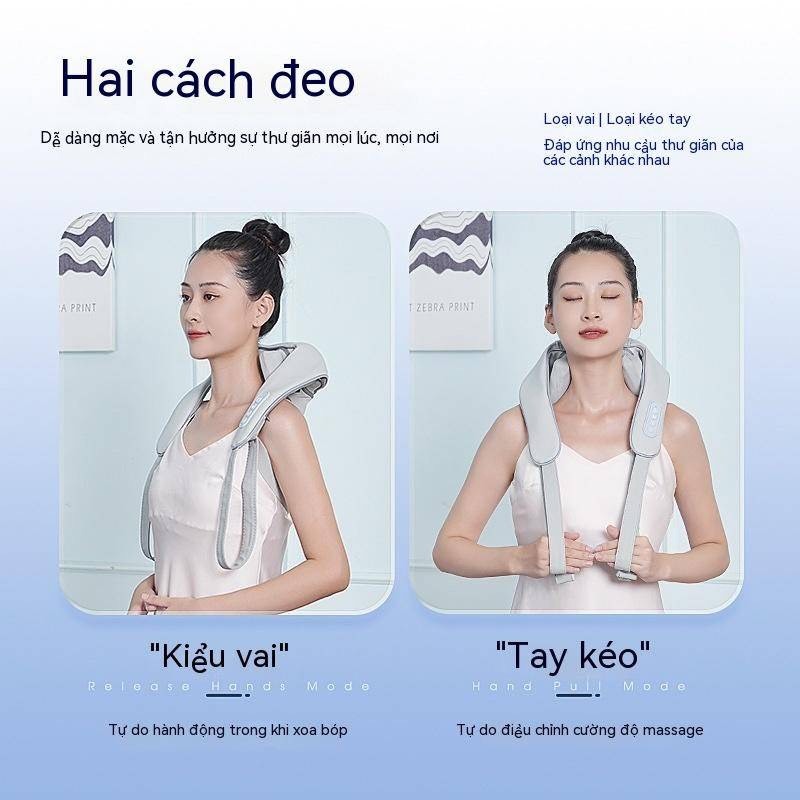 Hai cách đeo
Dễ dàng mặc và tận hưởng sự thư giãn mọi lúc, mọi nơi
Loại vai | Loại kéo tay
Đáp ứng nhu cầu thư giãn của
các cảnh khác nhau
A PRINT
T ZEBRA PRINT
"Kiểu vai"
"Tay kéo"
Release Hands Mode
Hand Pull Mode
Tự do hành động trong khi xoa bóp
Tự do điều chỉnh cường độ massage